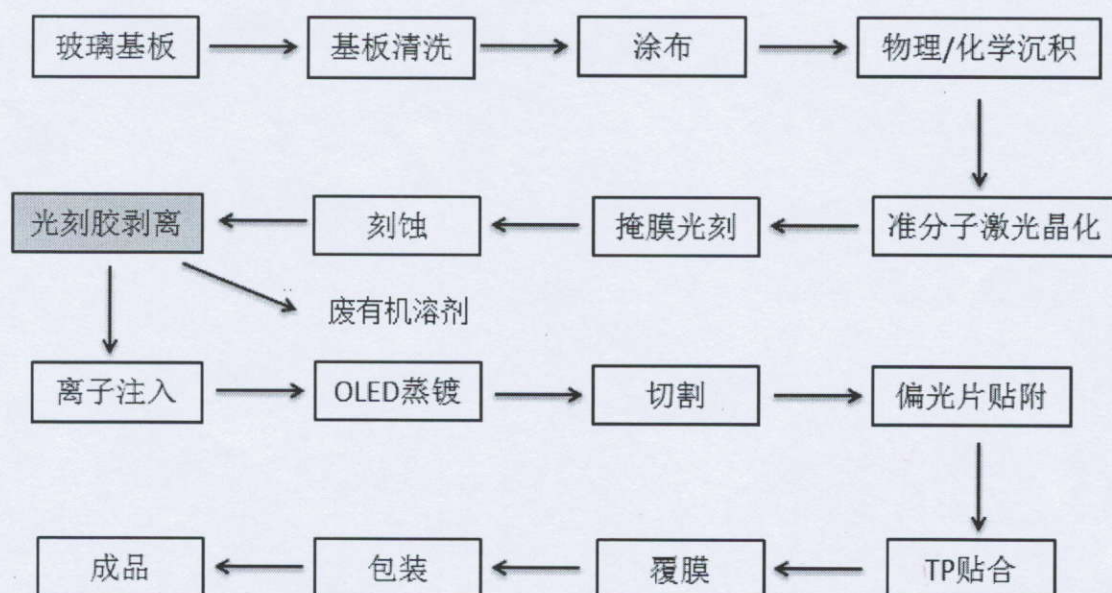 玻璃基板
基板清洗
涂布
物理/化学沉积
准分子激光晶化
掩膜光刻
刻蚀
光刻胶剥离
废有机溶剂
离子注入
OLED蒸镀
切割
偏光片贴附
TP贴合
覆膜
包装
成品